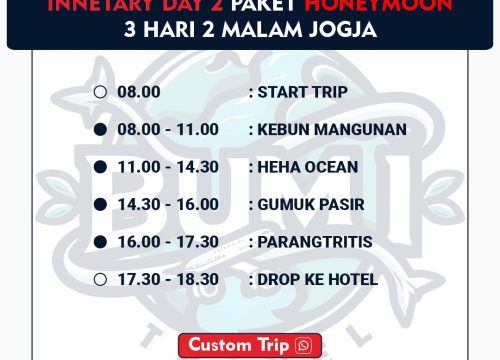 INNETARY DAY 2 PAKET HONEYMOON
3 HARI 2 MALAM JOGJA
08.00 : START TRIP
08.00 - 11.00 : KEBUN MANGUNAN
11.00 - 14.30 : HEHA OCEAN
14.30 - 16.00 : GUMUK PASIR
16.00 - 17.30 : PARANGTRITIS
17.30 - 18.30 : DROP KE HOTEL
BUMI
Custom Trip